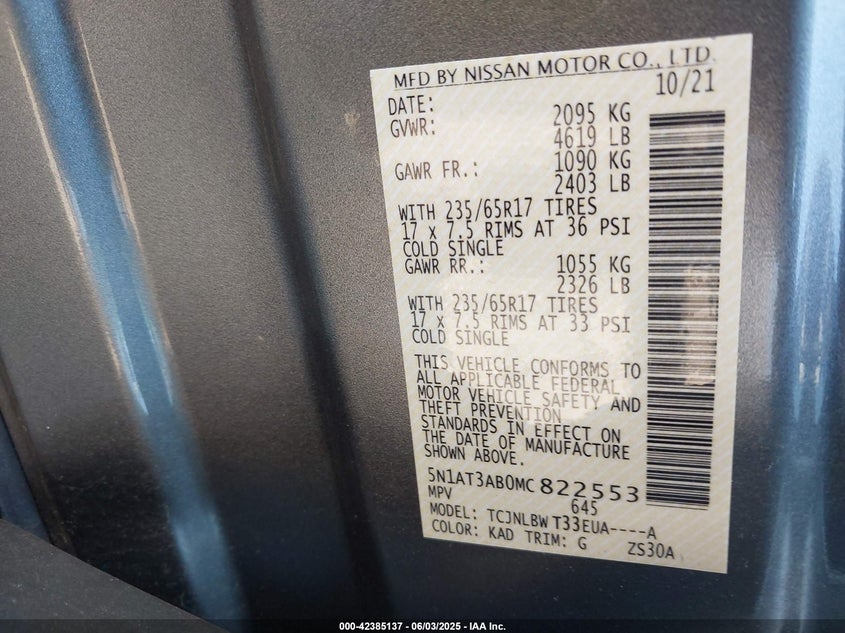 MFD BY NISSAN MOTOR CO., LTD.
DATE: 10/21
GVWR: 2095 KG
4619 LB
GAWR FR.: 1090 KG
2403 LB
WITH 235/65R17 TIRES
17 x 7.5 RIMS AT 36 PSI
COLD SINGLE
GAWR RR.: 1055 KG
2326 LB
WITH 235/65R17 TIRES
17 x 7.5 RIMS AT 33 PSI
COLD SINGLE
THIS VEHICLE CONFORMS TO
ALL APPLICABLE FEDERAL
MOTOR VEHICLE SAFETY AND
THEFT PREVENTION
STANDARDS IN EFFECT ON
THE DATE OF MANUFACTURE
SHOWN ABOVE.
5N1AT3AB0MC 822553
MPV 645
MODEL: TCJNLBW T33EUA----A
COLOR: KAD TRIM: G ZS30A
000-42385137 - 06/03/2025 - IAA Inc.